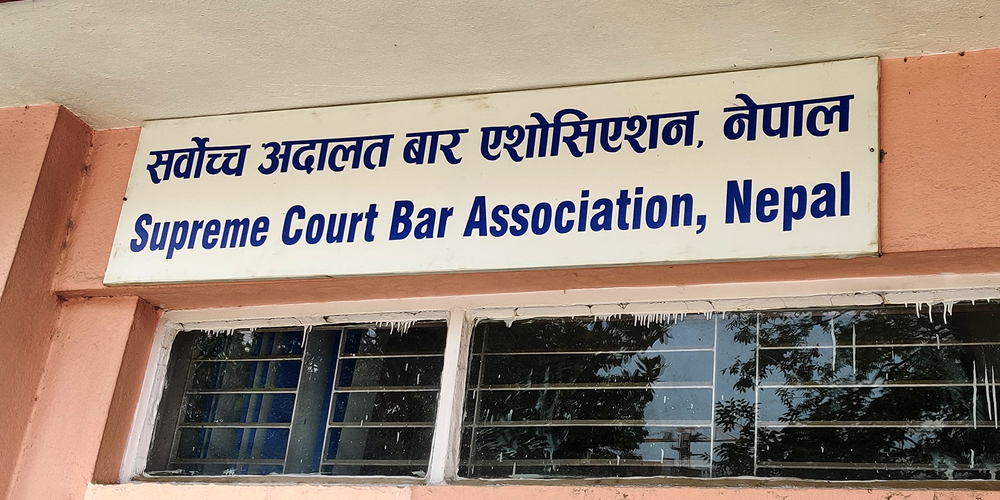 सर्वोच्च अदालत बार एशोसिएशन, नेपाल
Supreme Court Bar Association, Nepal